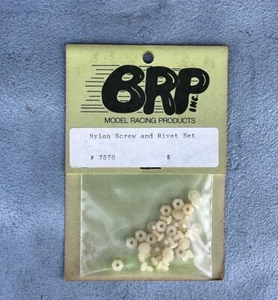 BRP INC.
MODEL RACING PRODUCTS
Nylon Screw and Rivet Set
# 7570 $